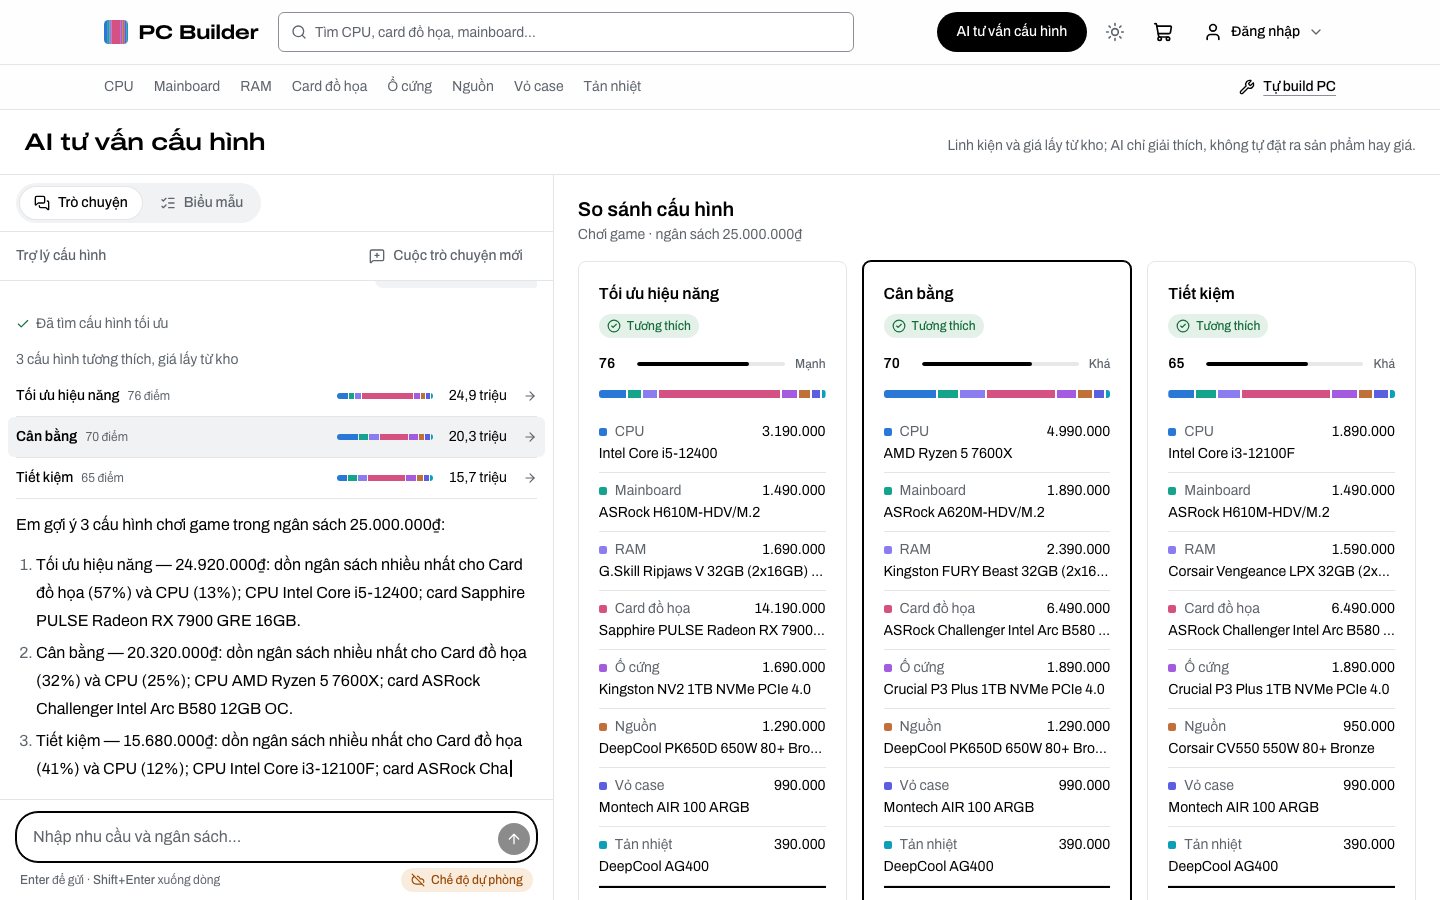 PC Builder
Tìm CPU, card đồ họa, mainboard...
AI tư vấn cấu hình
Đăng nhập
CPU
Mainboard
RAM
Card đồ họa
Ổ cứng
Nguồn
Vỏ case
Tản nhiệt
Tự build PC
AI tư vấn cấu hình
Linh kiện và giá lấy từ kho; AI chỉ giải thích, không tự đặt ra sản phẩm hay giá.
Trò chuyện
Biểu mẫu
Trợ lý cấu hình
Cuộc trò chuyện mới
Đã tìm cấu hình tối ưu
3 cấu hình tương thích, giá lấy từ kho
Tối ưu hiệu năng 76 điểm 24,9 triệu
Cân bằng 70 điểm 20,3 triệu
Tiết kiệm 65 điểm 15,7 triệu
Em gợi ý 3 cấu hình chơi game trong ngân sách 25.000.000₫:
1. Tối ưu hiệu năng — 24.920.000₫: dồn ngân sách nhiều nhất cho Card
đồ họa (57%) và CPU (13%); CPU Intel Core i5-12400; card Sapphire
PULSE Radeon RX 7900 GRE 16GB.
2. Cân bằng — 20.320.000₫: dồn ngân sách nhiều nhất cho Card đồ họa
(32%) và CPU (25%); CPU AMD Ryzen 5 7600X; card ASRock
Challenger Intel Arc B580 12GB OC.
3. Tiết kiệm — 15.680.000₫: dồn ngân sách nhiều nhất cho Card đồ họa
(41%) và CPU (12%); CPU Intel Core i3-12100F; card ASRock Cha
Nhập nhu cầu và ngân sách...
Enter để gửi · Shift+Enter xuống dòng
Chế độ dự phòng
So sánh cấu hình
Chơi game · ngân sách 25.000.000₫
Tối ưu hiệu năng
Tương thích
76 Mạnh
CPU 3.190.000
Intel Core i5-12400
Mainboard 1.490.000
ASRock H610M-HDV/M.2
RAM 1.690.000
G.Skill Ripjaws V 32GB (2x16GB) ...
Card đồ họa 14.190.000
Sapphire PULSE Radeon RX 7900...
Ổ cứng 1.690.000
Kingston NV2 1TB NVMe PCIe 4.0
Nguồn 1.290.000
DeepCool PK650D 650W 80+ Bro...
Vỏ case 990.000
Montech AIR 100 ARGB
Tản nhiệt 390.000
DeepCool AG400
Cân bằng
Tương thích
70 Khá
CPU 4.990.000
AMD Ryzen 5 7600X
Mainboard 1.890.000
ASRock A620M-HDV/M.2
RAM 2.390.000
Kingston FURY Beast 32GB (2x16...
Card đồ họa 6.490.000
ASRock Challenger Intel Arc B580 ...
Ổ cứng 1.890.000
Crucial P3 Plus 1TB NVMe PCIe 4.0
Nguồn 1.290.000
DeepCool PK650D 650W 80+ Bro...
Vỏ case 990.000
Montech AIR 100 ARGB
Tản nhiệt 390.000
DeepCool AG400
Tiết kiệm
Tương thích
65 Khá
CPU 1.890.000
Intel Core i3-12100F
Mainboard 1.490.000
ASRock H610M-HDV/M.2
RAM 1.590.000
Corsair Vengeance LPX 32GB (2x...
Card đồ họa 6.490.000
ASRock Challenger Intel Arc B580 ...
Ổ cứng 1.890.000
Crucial P3 Plus 1TB NVMe PCIe 4.0
Nguồn 950.000
Corsair CV550 550W 80+ Bronze
Vỏ case 990.000
Montech AIR 100 ARGB
Tản nhiệt 390.000
DeepCool AG400